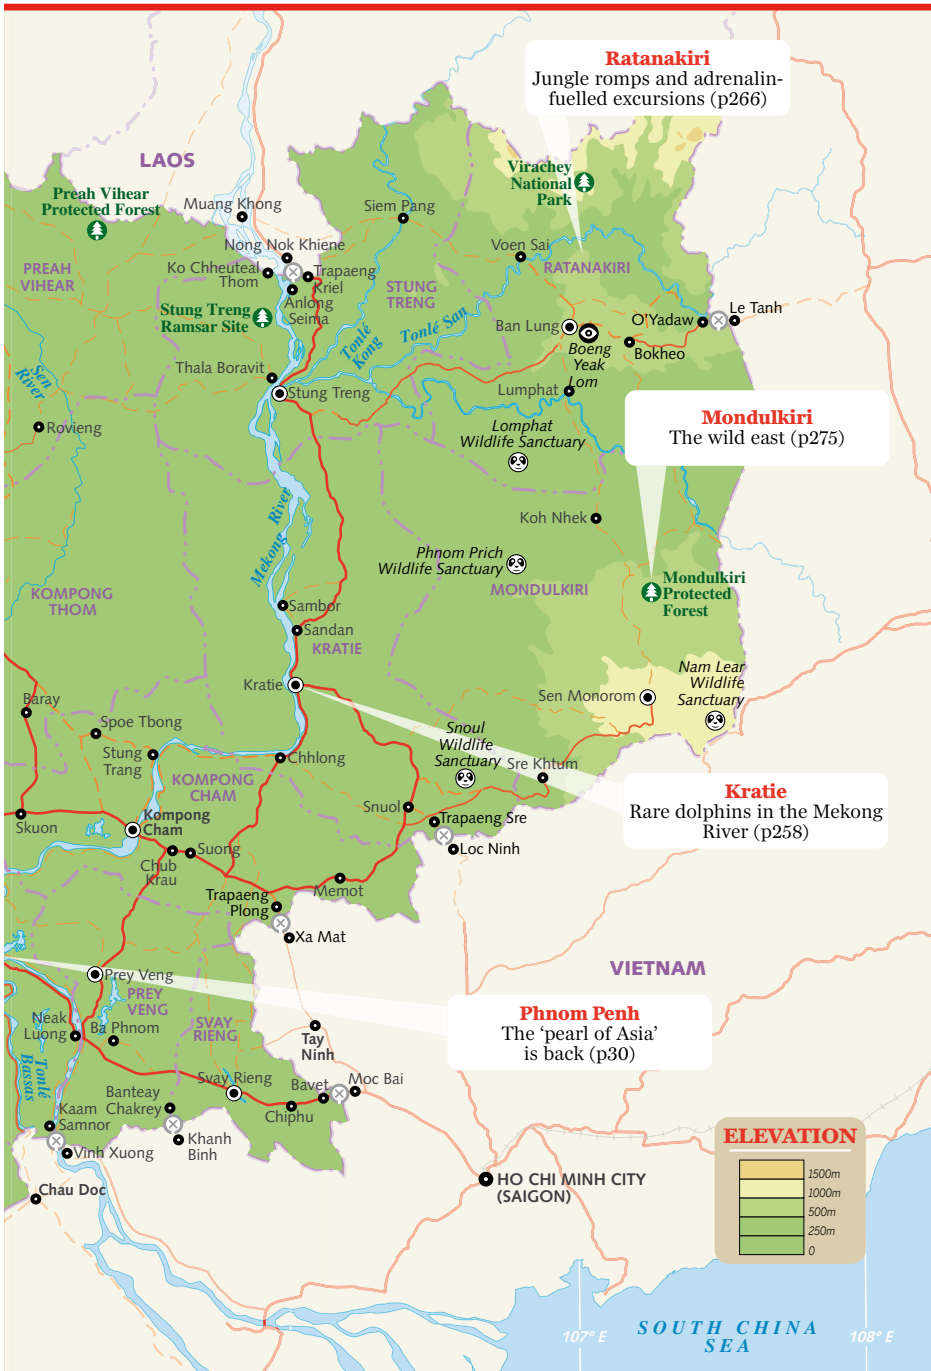 Ratanakiri
Jungle romps and adrenalin-
fuelled excursions (p266)
LAOS
Virachey
National
Park
Preah Vihear
Protected Forest
Muang Khong
Siem Pang
Nong Nok Khiene
Voen Sai
PREAH
VIHEAR
Ko Chheuteal
Thom
Trapaeng
Kriel
RATANAKIRI
STUNG
TRENG
Anlong
Seima
Stung Treng
Ramsar Site
Le Tanh
O'Yadaw
Ban Lung
Tonlé San
Tonlé
Kong
Boeng
Yeak
Lom
Bokheo
Sen
River
Thala Boravit
Stung Treng
Lumphat
Mondulkiri
The wild east (p275)
Rovieng
Lomphat
Wildlife Sanctuary
Mekong River
Koh Nhek
Phnom Prich
Wildlife Sanctuary
MONDULKIRI
Mondulkiri
Protected
Forest
KOMPONG
THOM
Sambor
Sandan
KRATIE
Nam Lear
Wildlife
Sanctuary
Kratie
Sen Monorom
Baray
Spoe Tbong
Snoul
Wildlife
Sanctuary
Stung
Trang
Chhlong
Sre Khtum
KOMPONG
CHAM
Kratie
Rare dolphins in the Mekong
River (p258)
Snuol
Skuon
Kompong
Cham
Trapaeng Sre
Loc Ninh
Suong
Chub
Krau
Memot
Trapaeng
Plong
Xa Mat
VIETNAM
Prey Veng
PREY
VENG
Phnom Penh
The 'pearl of Asia'
is back (p30)
Neak
Luong
Ba Phnom
SVAY
RIENG
Tay
Ninh
Tonlé
Bassas
Svay Rieng
Bavet
Moc Bai
Banteay
Chakrey
Chiphu
Kaam
Samnor
Khanh
Binh
Vinh Xuong
ELEVATION
1500m
1000m
500m
250m
0
HO CHI MINH CITY
(SAIGON)
Chau Doc
SOUTH CHINA
SEA
107° E
108° E